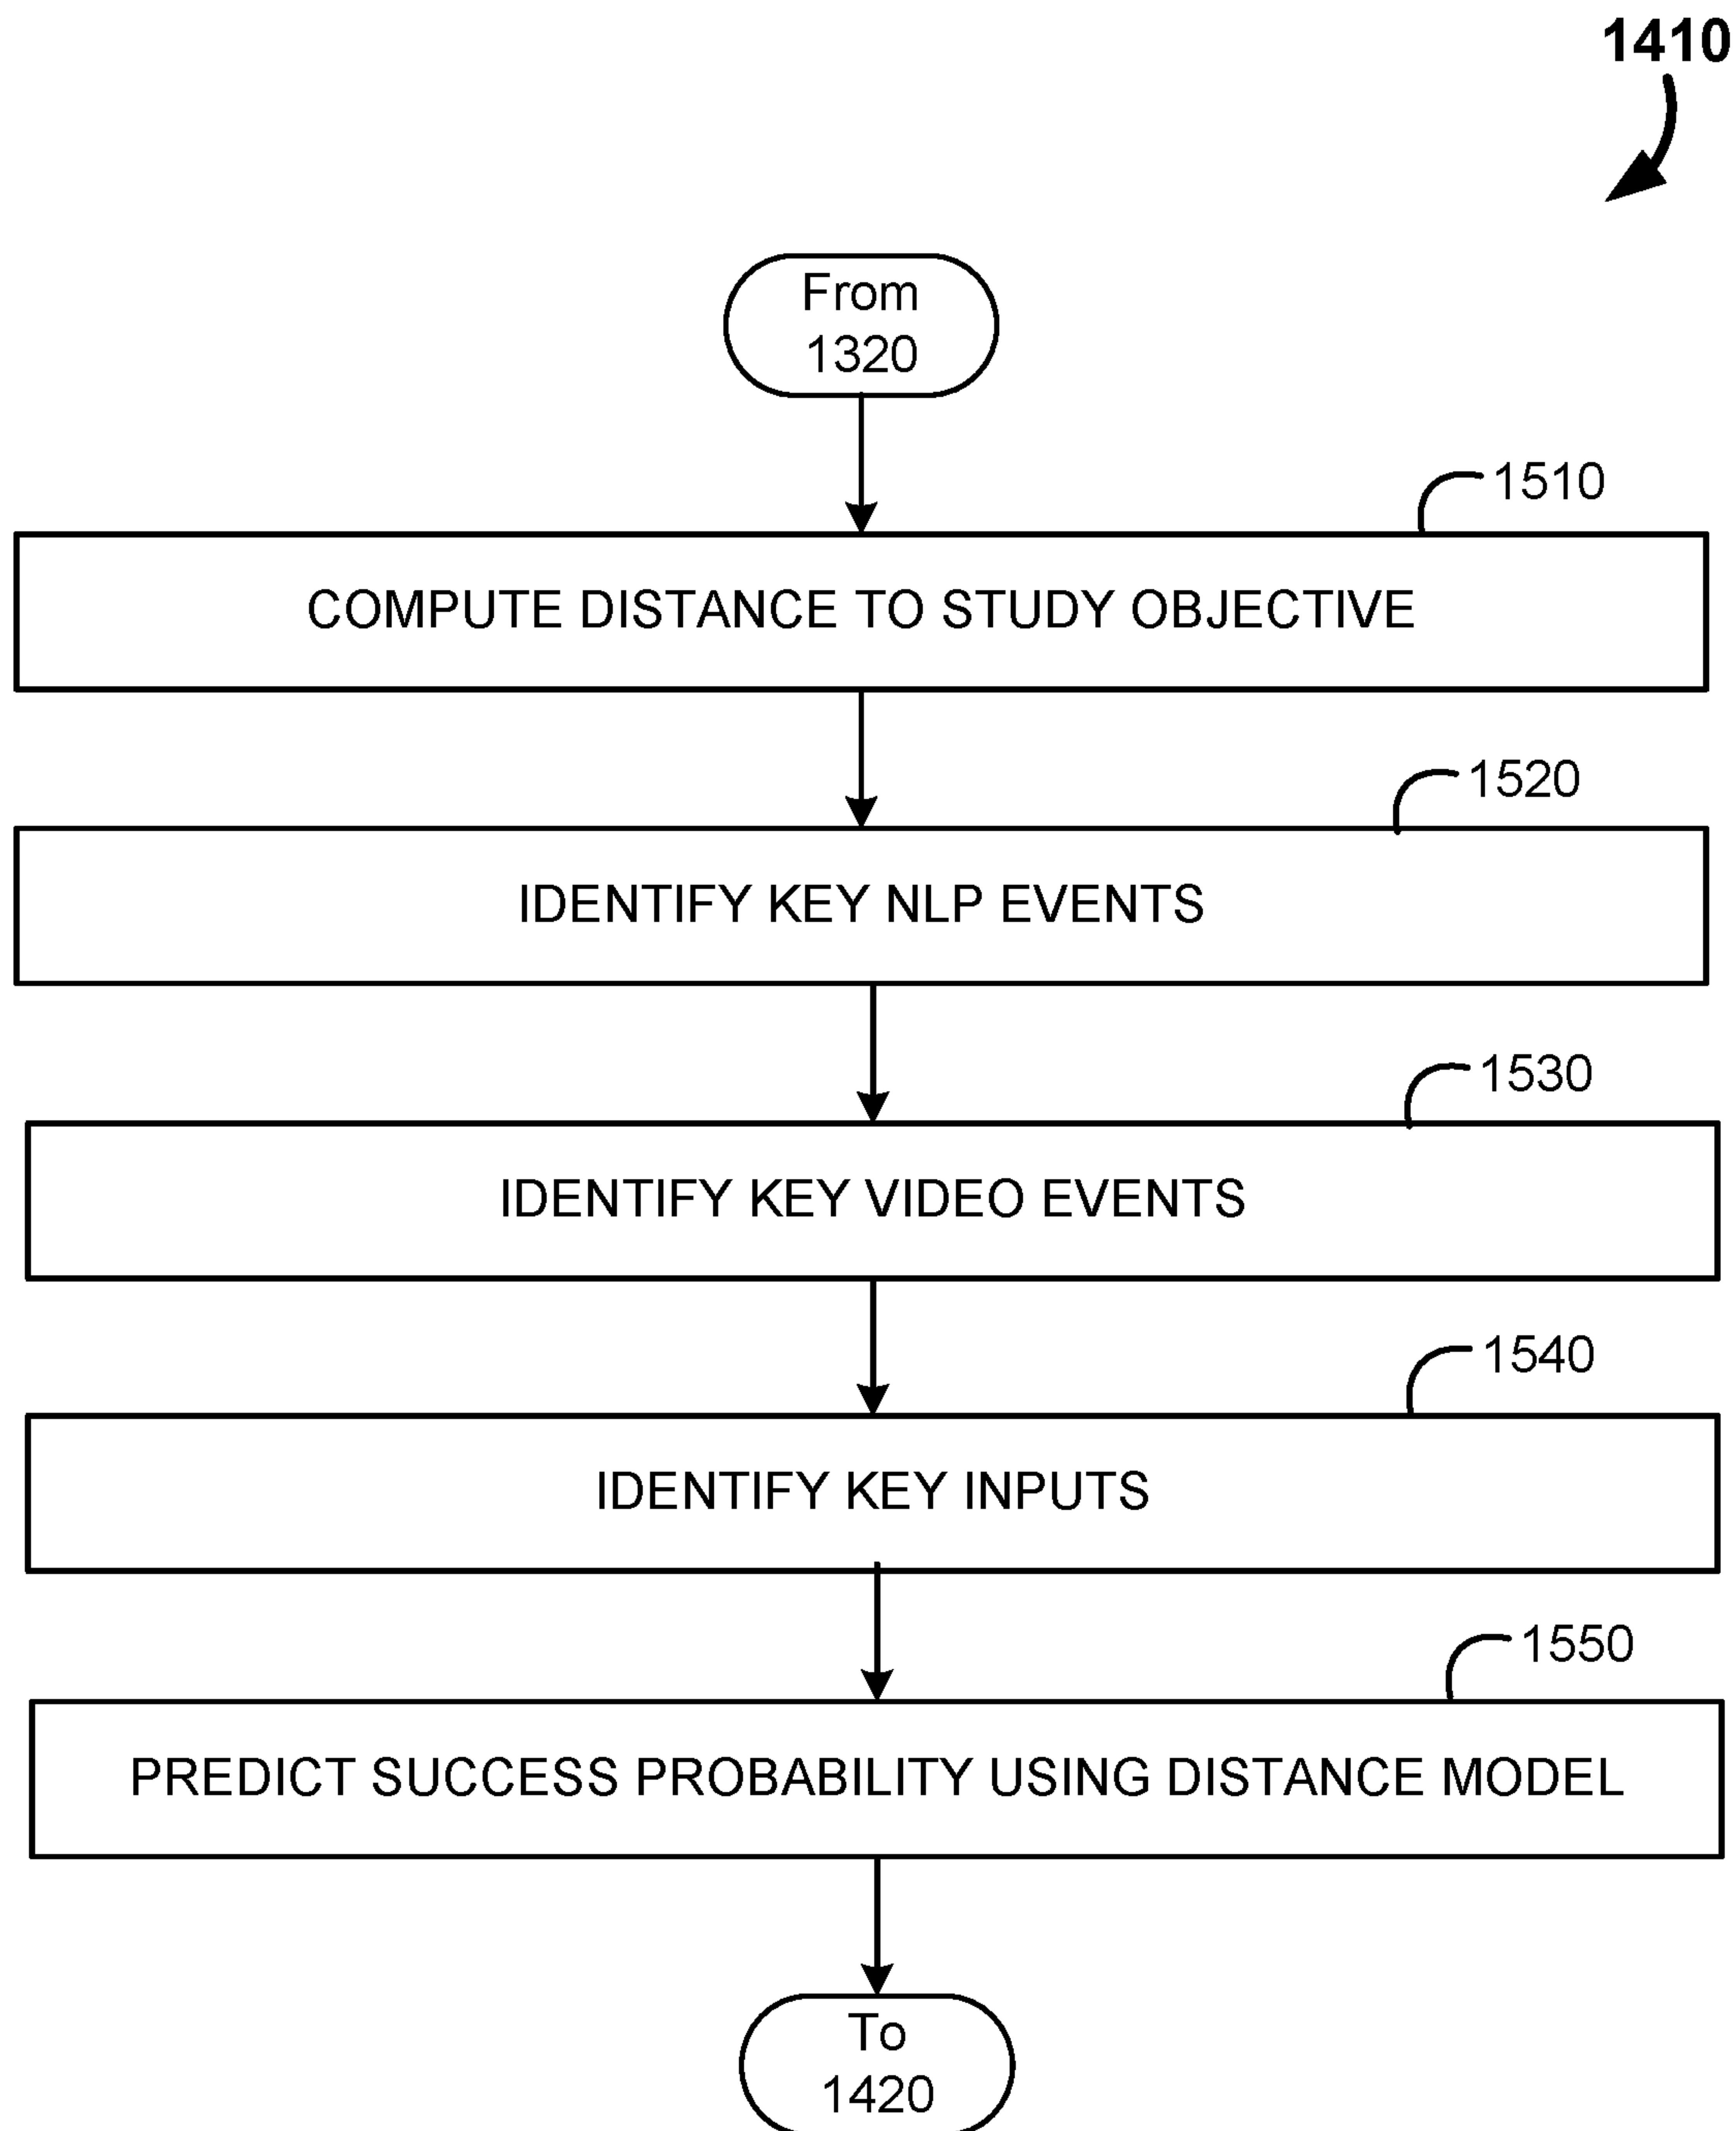 1410
From
1320
1510
COMPUTE DISTANCE TO STUDY OBJECTIVE
1520
IDENTIFY KEY NLP EVENTS
1530
IDENTIFY KEY VIDEO EVENTS
1540
IDENTIFY KEY INPUTS
1550
PREDICT SUCCESS PROBABILITY USING DISTANCE MODEL
To
1420